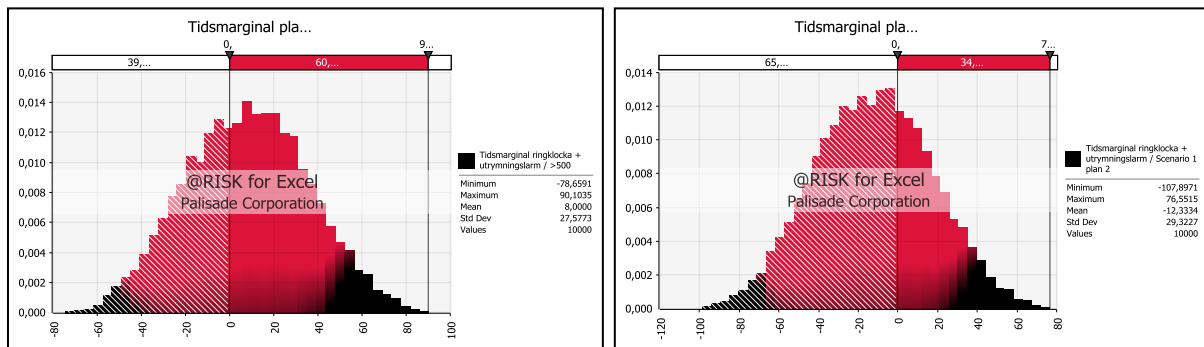 Tidsmarginal pla...
0,
9...
39,...
60,...
0,016
0,014
0,012
0,010
0,008
0,006
0,004
0,002
0,000
-80
-60
-40
-20
0
20
40
60
80
100
@RISK for Excel
Palisade Corporation
Tidsmarginal ringklocka +
utrymningslarm / >500
Minimum -78,6591
Maximum 90,1035
Mean 8,0000
Std Dev 27,5773
Values 10000
Tidsmarginal pla...
0,
7...
65,...
34,...
0,014
0,012
0,010
0,008
0,006
0,004
0,002
0,000
-120
-100
-80
-60
-40
-20
0
20
40
60
80
@RISK for Excel
Palisade Corporation
Tidsmarginal ringklocka +
utrymningslarm / Scenario 1
plan 2
Minimum -107,8971
Maximum 76,5515
Mean -12,3334
Std Dev 29,3227
Values 10000